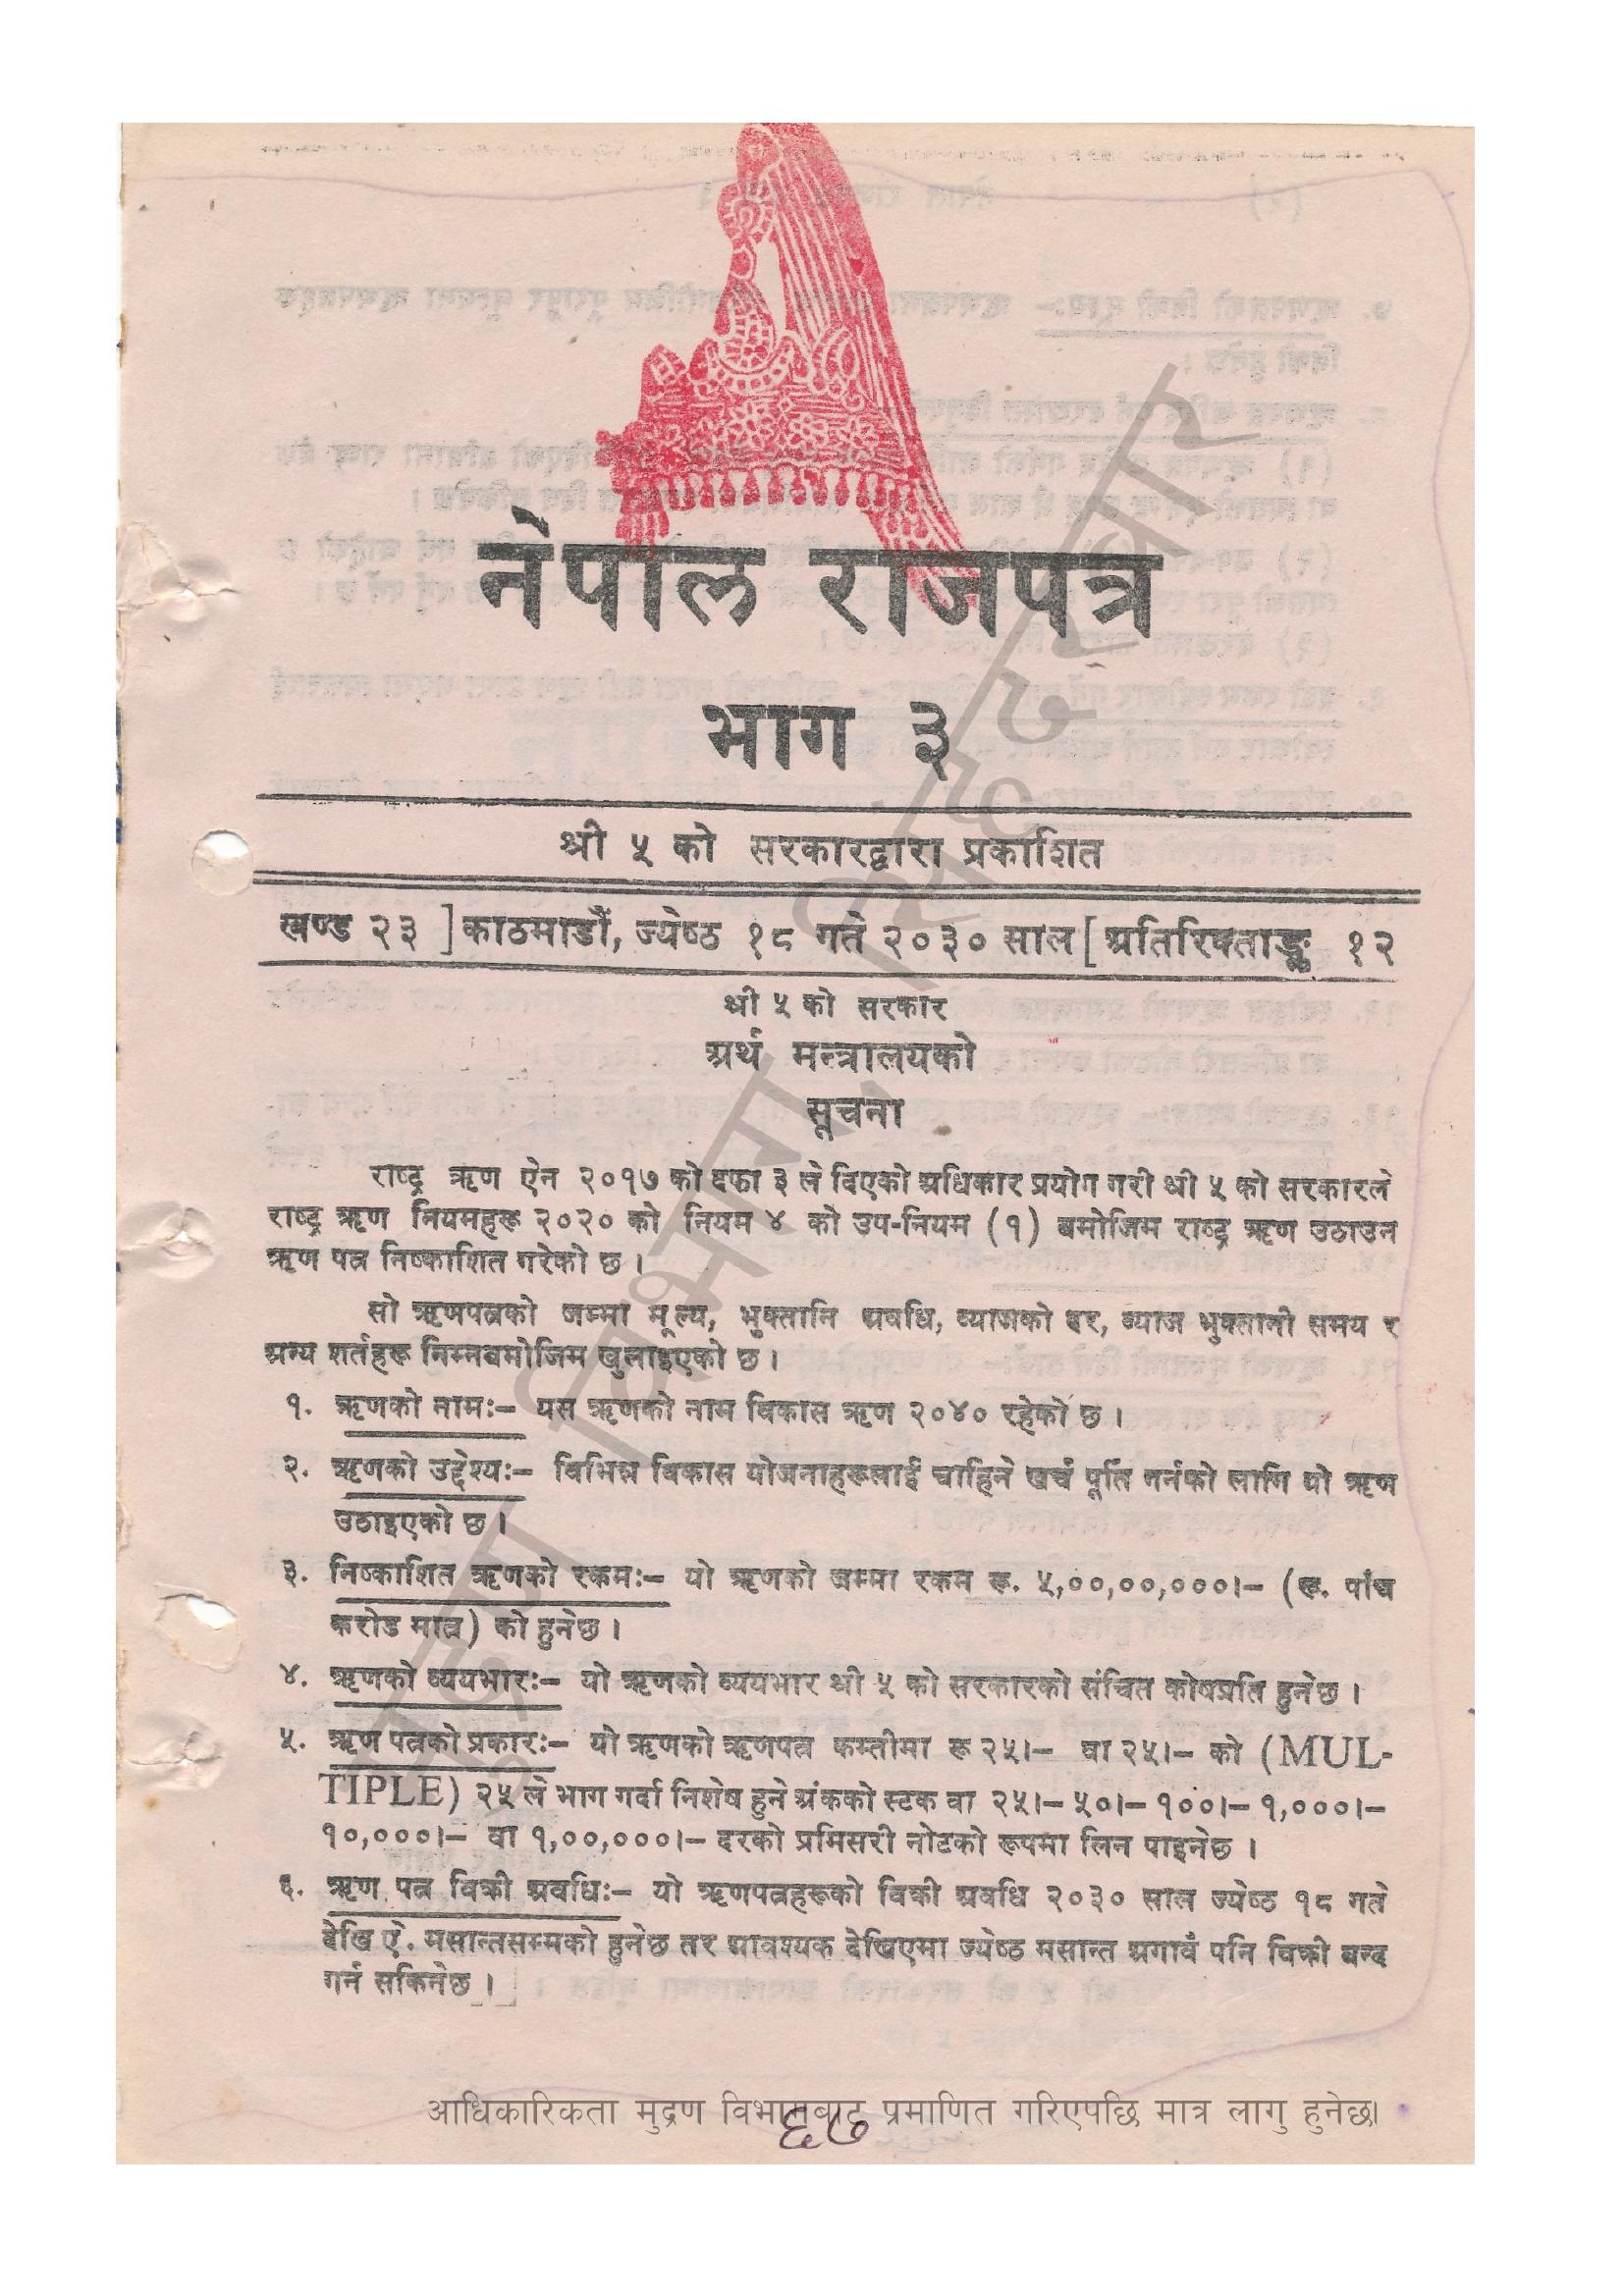 नेपाल राजपत्र
भाग ३
श्री ५ को सरकारद्वारा प्रकाशित
खण्ड २३ ] काठमाडौं, ज्येष्ठ १८ गते २०३० साल [ अतिरिक्ताङ्क १२
श्री ५ को सरकार
अर्थ मन्त्रालयको
सूचना
राष्ट्र ऋण ऐन २०१७ को दफा ३ ले दिएको अधिकार प्रयोग गरी श्री ५ को सरकारले
राष्ट्र ऋण नियमहरू २०२० को नियम ४ को उप-नियम (१) बमोजिम राष्ट्र ऋण उठाउन
ऋण पत्र निष्काशित गरेको छ ।
सो ऋणपत्रको जम्मा मूल्य, भुक्तानि अवधि, व्याजको दर, व्याज भुक्तानी समय र
अन्य शर्तहरू निम्नबमोजिम खुलाइएको छ ।
१. ऋणको नामः– यस ऋणको नाम विकास ऋण २०४० रहेको छ ।
२. ऋणको उद्देश्यः– विभिन्न विकास योजनाहरूलाई चाहिने खर्च पूर्ति गर्नको लागि यो ऋण
उठाइएको छ ।
३. निष्काशित ऋणको रकमः– यो ऋणको जम्मा रकम रू. ५,००,००,०००।– (रू. पांच
करोड मात्र) को हुनेछ ।
४. ऋणको व्ययभारः– यो ऋणको व्ययभार श्री ५ को सरकारको संचित कोषप्रति हुनेछ ।
५. ऋण पत्रको प्रकारः– यो ऋणको ऋणपत्र कम्तीमा रू २५।– वा २५।– को (MUL-
TIPLE) २५ ले भाग गर्दा निशेष हुने अंकको स्टक वा २५।– ५०।– १००।– १,०००।–
१०,०००।– वा १,००,०००।– दरको प्रमिसरी नोटको रूपमा लिन पाइनेछ ।
६. ऋण पत्र विक्री अवधिः– यो ऋणपत्रहरूको विक्री अवधि २०३० साल ज्येष्ठ १८ गते
देखि ऐ. मसान्तसम्मको हुनेछ तर आवश्यक देखिएमा ज्येष्ठ मसान्त अगावै पनि विक्री बन्द
गर्न सकिनेछ ।
आधिकारिकता मुद्रण विभागबाट प्रमाणित गरिएपछि मात्र लागु हुनेछ।
६७